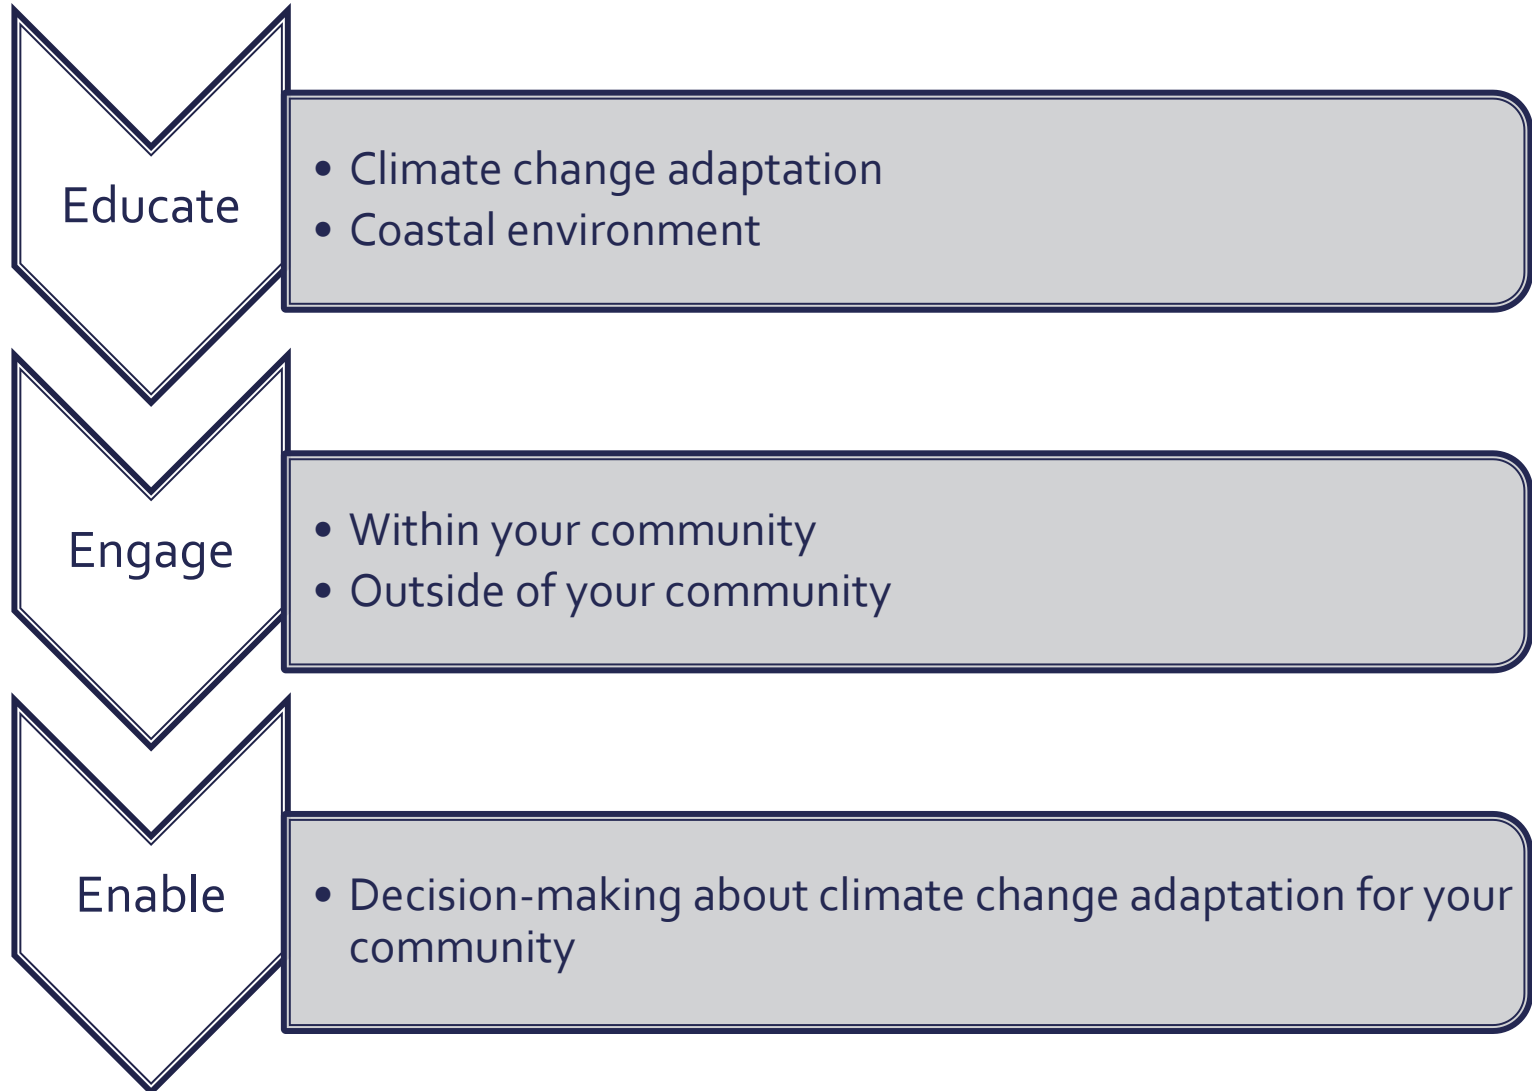 Educate
• Climate change adaptation
• Coastal environment
Engage
• Within your community
• Outside of your community
Enable
• Decision-making about climate change adaptation for your
community